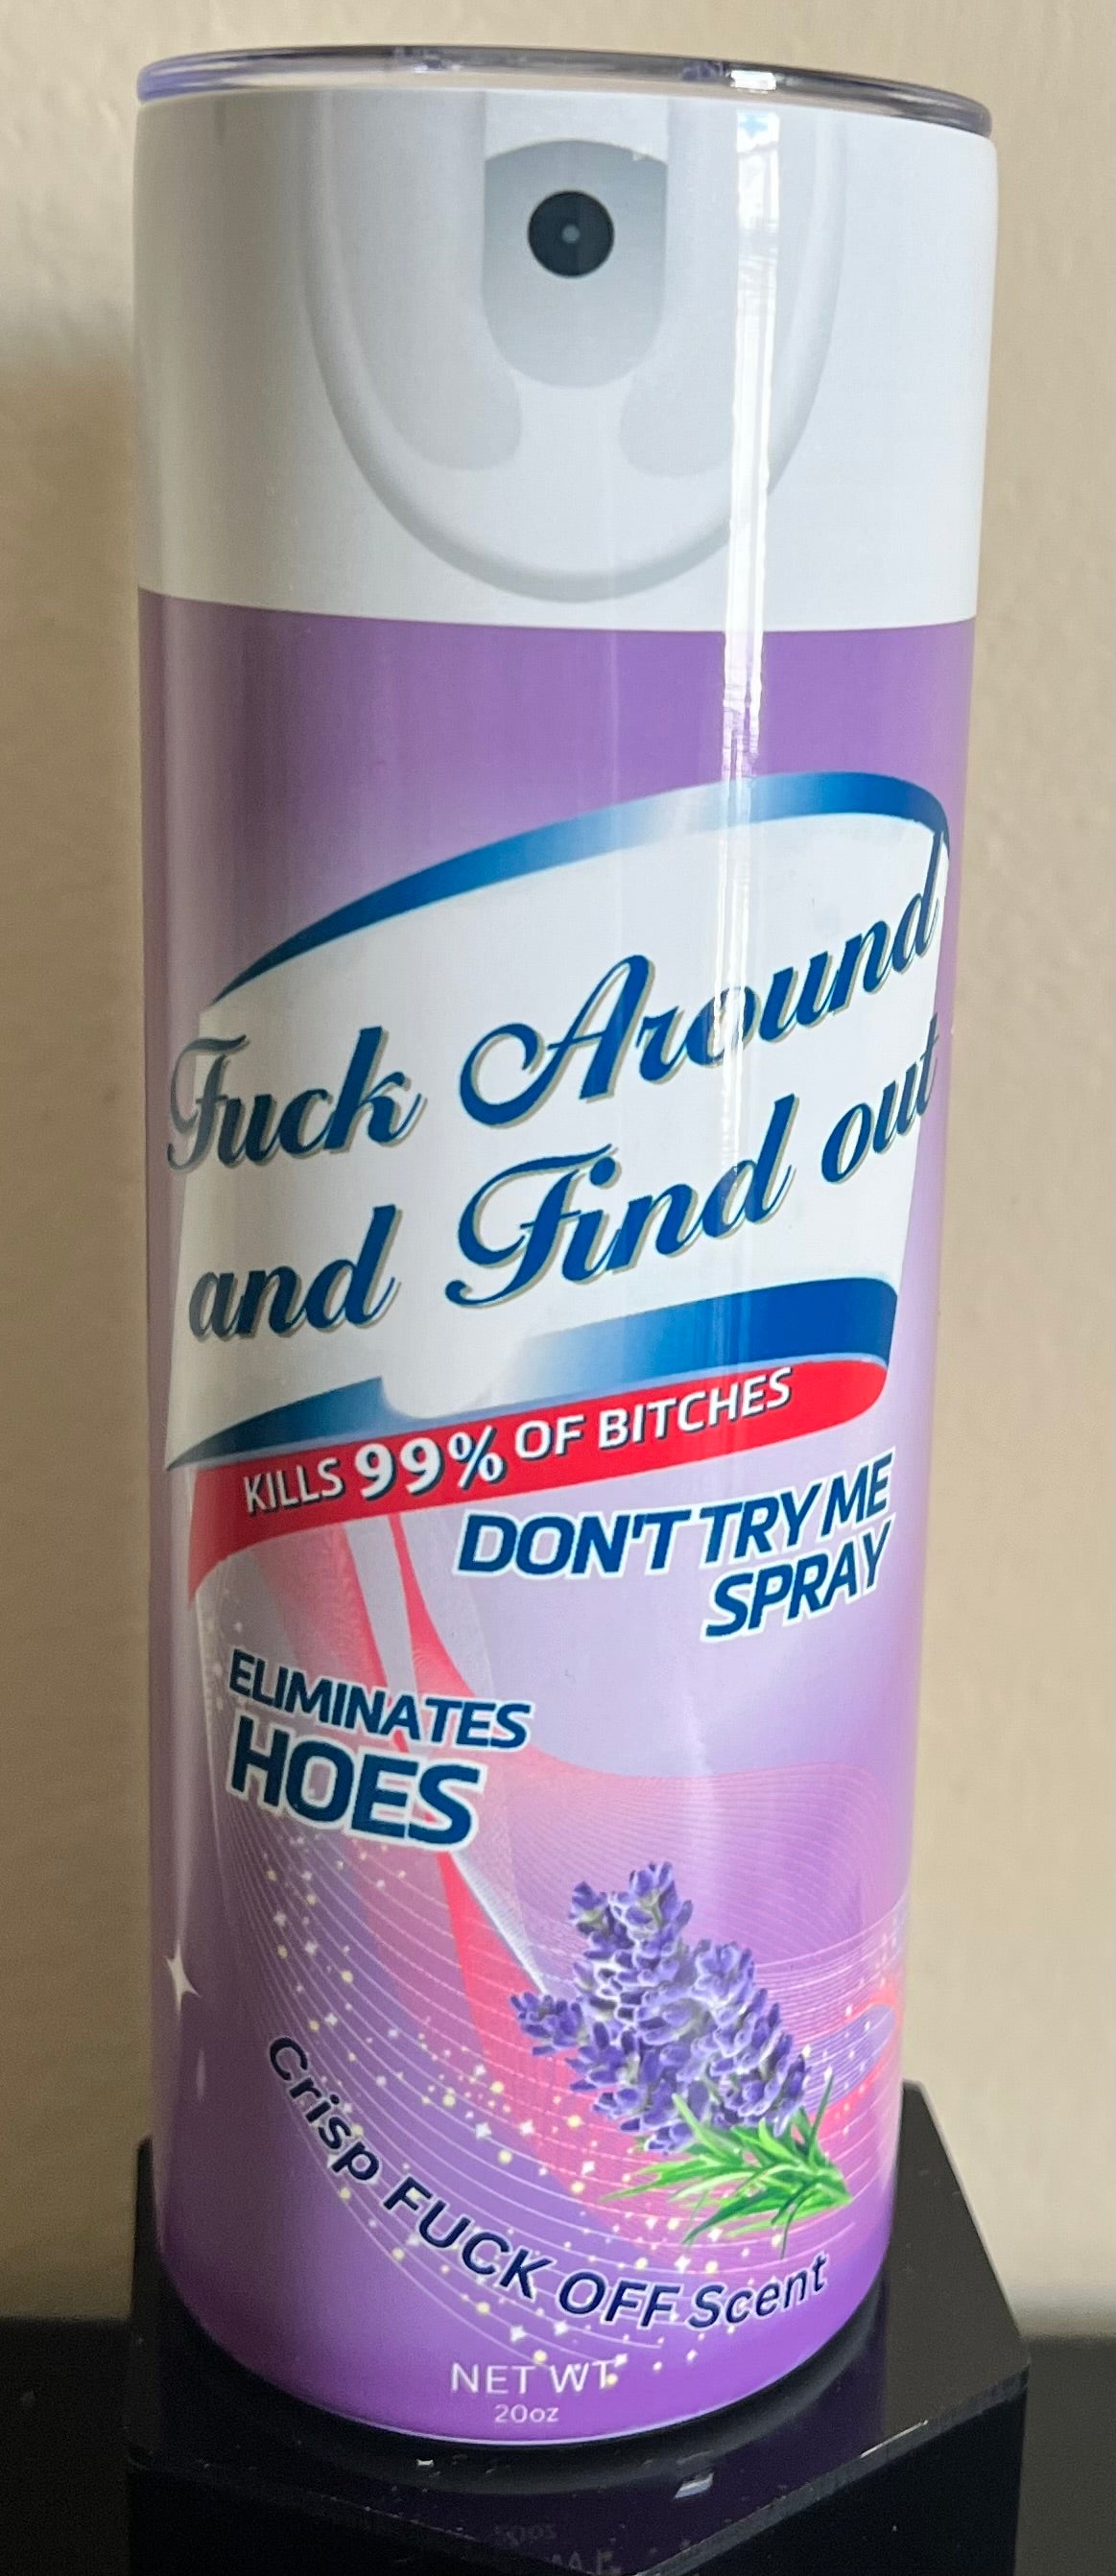 Fuck Around
and Find out
KILLS 99% OF BITCHES
DON'T TRY ME
SPRAY
ELIMINATES
HOES
Crisp FUCK OFF Scent
NET WT
20oz